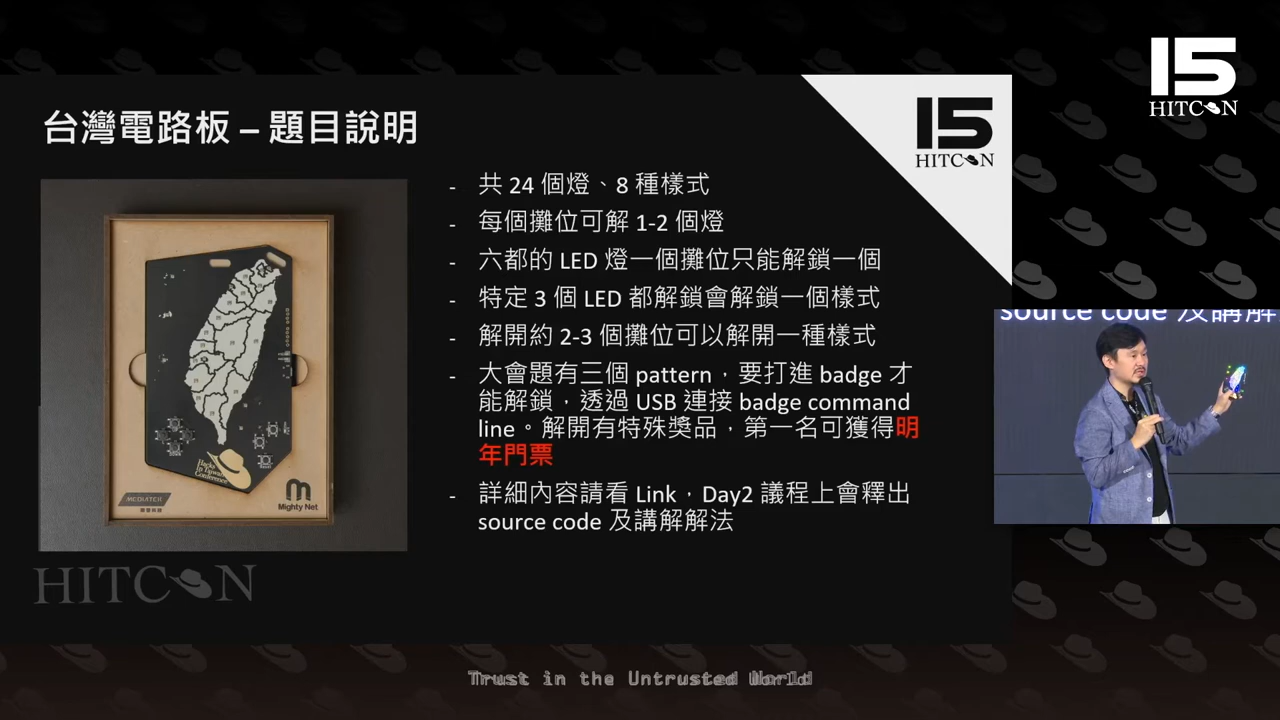 15
HITCON
台灣電路板 – 題目說明
15
HITCON
- 共 24 個燈、8 種樣式
- 每個攤位可解 1-2 個燈
- 六都的 LED 燈一個攤位只能解鎖一個
- 特定 3 個 LED 都解鎖會解鎖一個樣式
- 解開約 2-3 個攤位可以解開一種樣式
- 大會題有三個 pattern，要打進 badge 才
能解鎖，透過 USB 連接 badge command
line。解開有特殊獎品，第一名可獲得明
年門票
- 詳細內容請看 Link，Day2 議程上會釋出
source code 及講解解法
source code 及講解
Hacks
In Taiwan
Conference
MEDIATEK
Mighty Net
HITCON
Trust in the Untrusted World